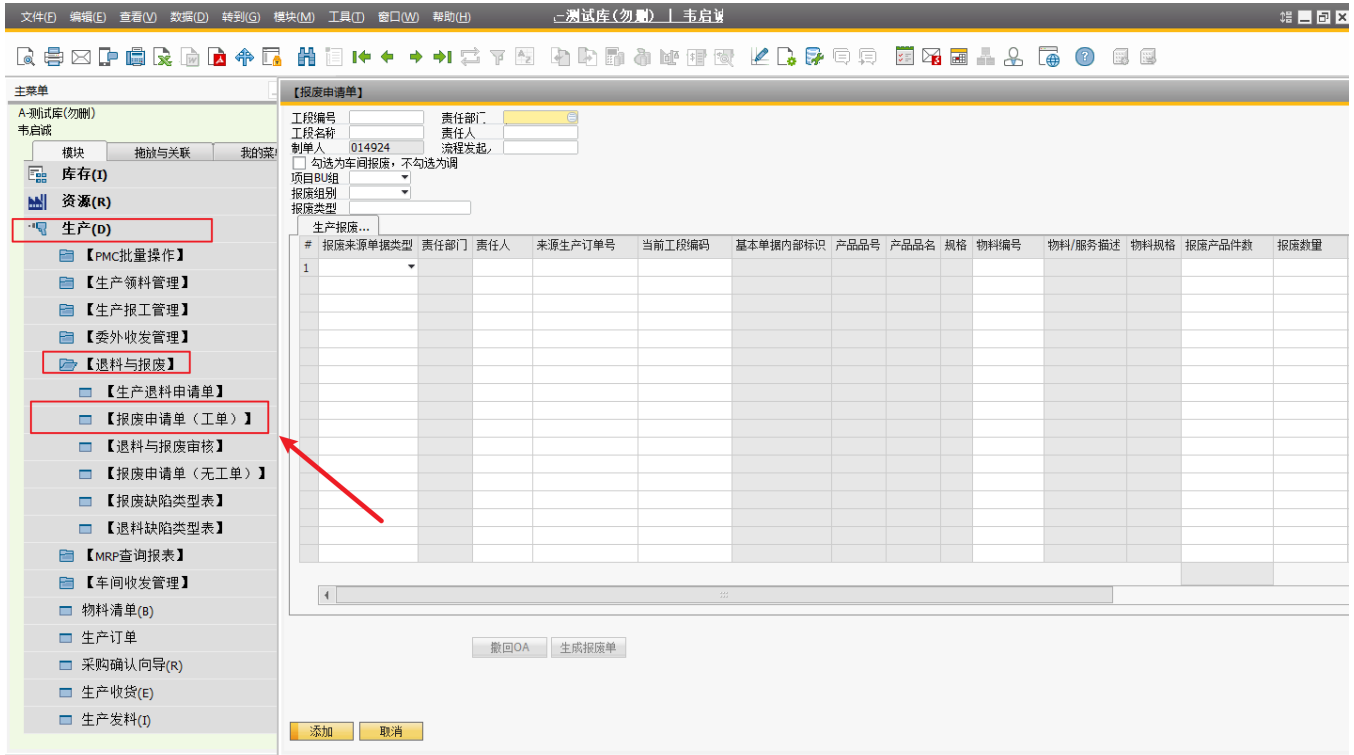 文件(F) 编辑(E) 查看(V) 数据(D) 转到(G) 模块(M) 工具(T) 窗口(W) 帮助(H)
测试库(勿删) | 韦启
主菜单
A-测试库(勿删)
韦启诚
模块 拖放与关联 我的菜
库存(I)
资源(R)
生产(D)
【PMC批量操作】
【生产领料管理】
【生产报工管理】
【委外收发管理】
【退料与报废】
【生产退料申请单】
【报废申请单（工单）】
【退料与报废审核】
【报废申请单（无工单）】
【报废缺陷类型表】
【退料缺陷类型表】
【MRP查询报表】
【车间收发管理】
物料清单(B)
生产订单
采购确认向导(R)
生产收货(E)
生产发料(I)
【报废申请单】
工段编号 责任部门
工段名称 责任人
制单人 014924 流程发起
勾选为车间报废，不勾选为调
项目BU组
报废组别
报废类型
生产报废...
# 报废来源单据类型 责任部门 责任人 来源生产订单号 当前工段编码 基本单据内部标识 产品品号 产品品名 规格 物料编号 物料/服务描述 物料规格 报废产品件数 报废数量
1
撤回OA 生成报废单
添加 取消